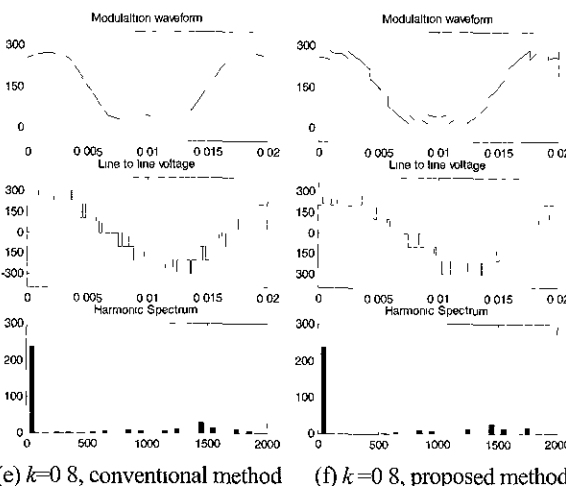 Modulaltion waveform
300
150
0
0 0 005 0 01 0 015 0 02
Line to line voltage
300
150
0
150
-300
0 0 005 0 01 0 015 0 02
Harmonic Spectrum
300
200
100
0
0 500 1000 1500 2000
(e) k=0 8, conventional method
Modulaltion waveform
300
150
0
0 0 005 0 01 0 015 0 02
Line to line voltage
300
150
0
150
300
0 0 005 0 01 0 015 0 02
Harmonic Spectrum
300
200
100
0
0 500 1000 1500 2000
(f) k=0 8, proposed method